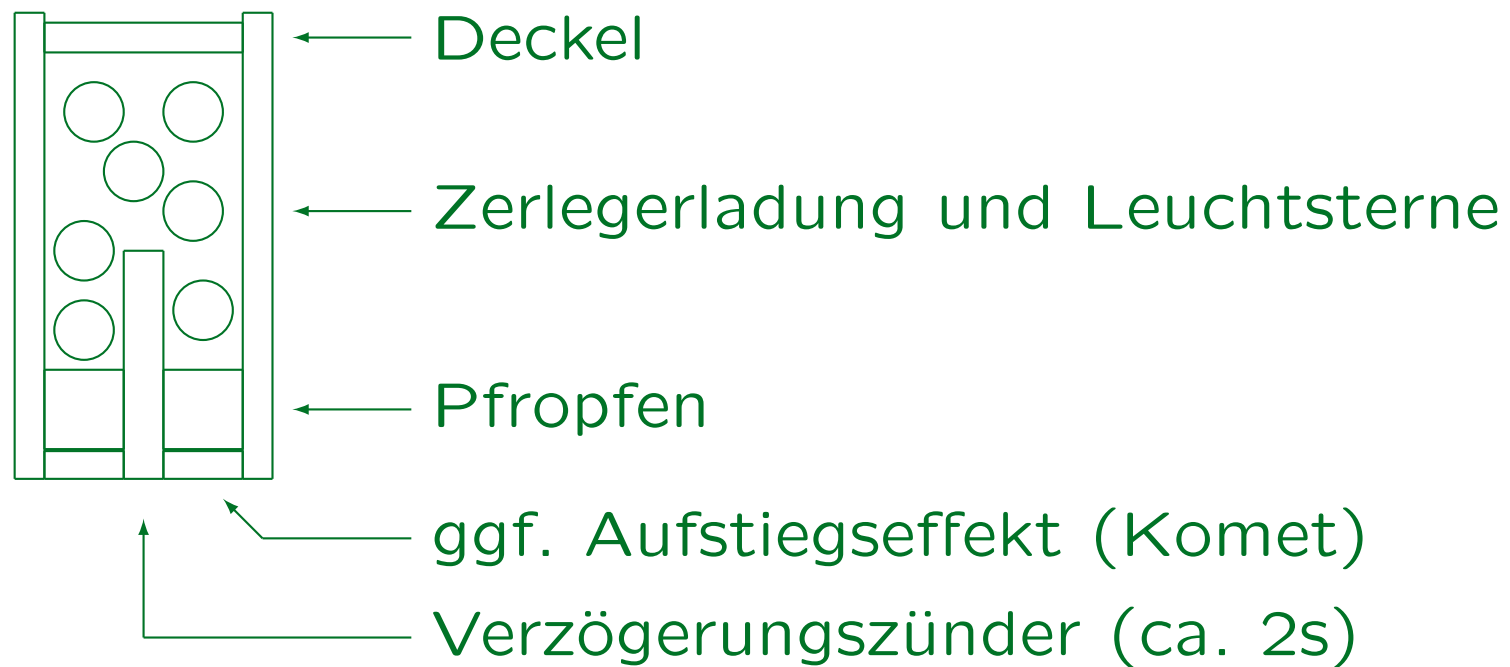 Deckel
Zerlegerladung und Leuchtsterne
Pfropfen
ggf. Aufstiegseffekt (Komet)
Verzögerungszünder (ca. 2s)